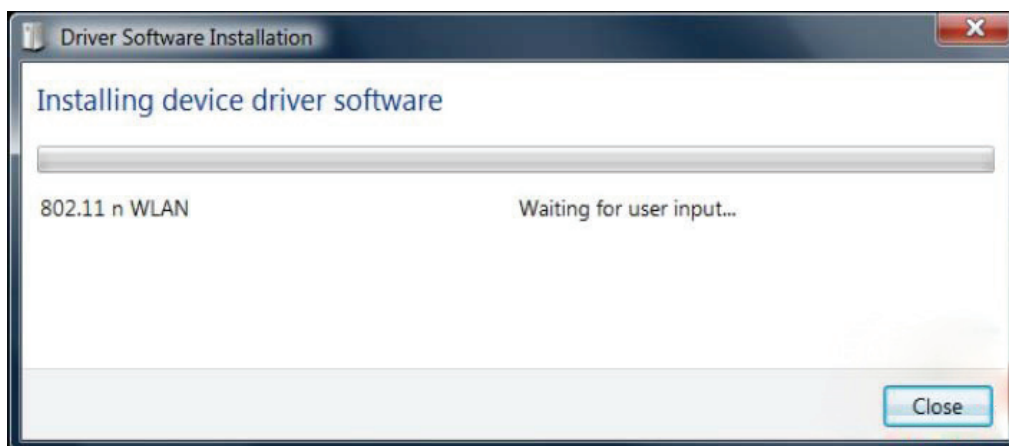 Driver Software Installation
Installing device driver software
802.11 n WLAN Waiting for user input...
Close